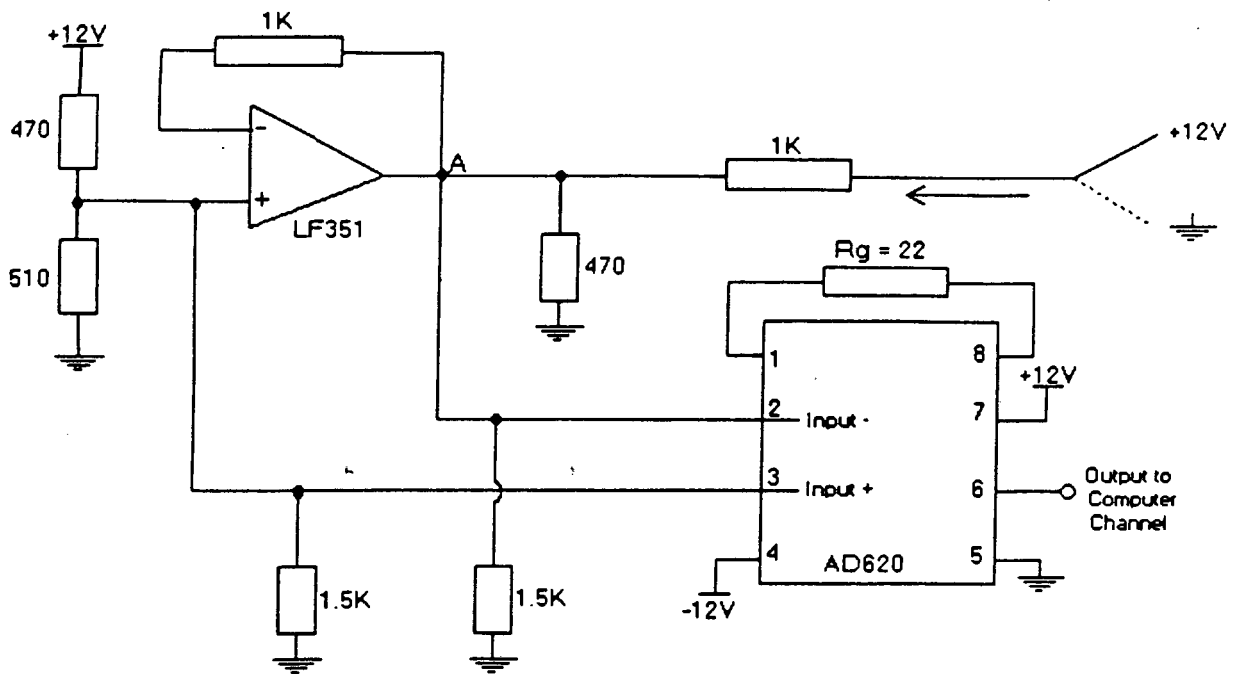 1K
+12V
470
-
A
1K
+12V
+
LF351
510
470
Rg = 22
1
8
+12V
2
Input -
7
3
Input +
6
Output to
Computer
Channel
4
AD620
5
1.5K
1.5K
-12V